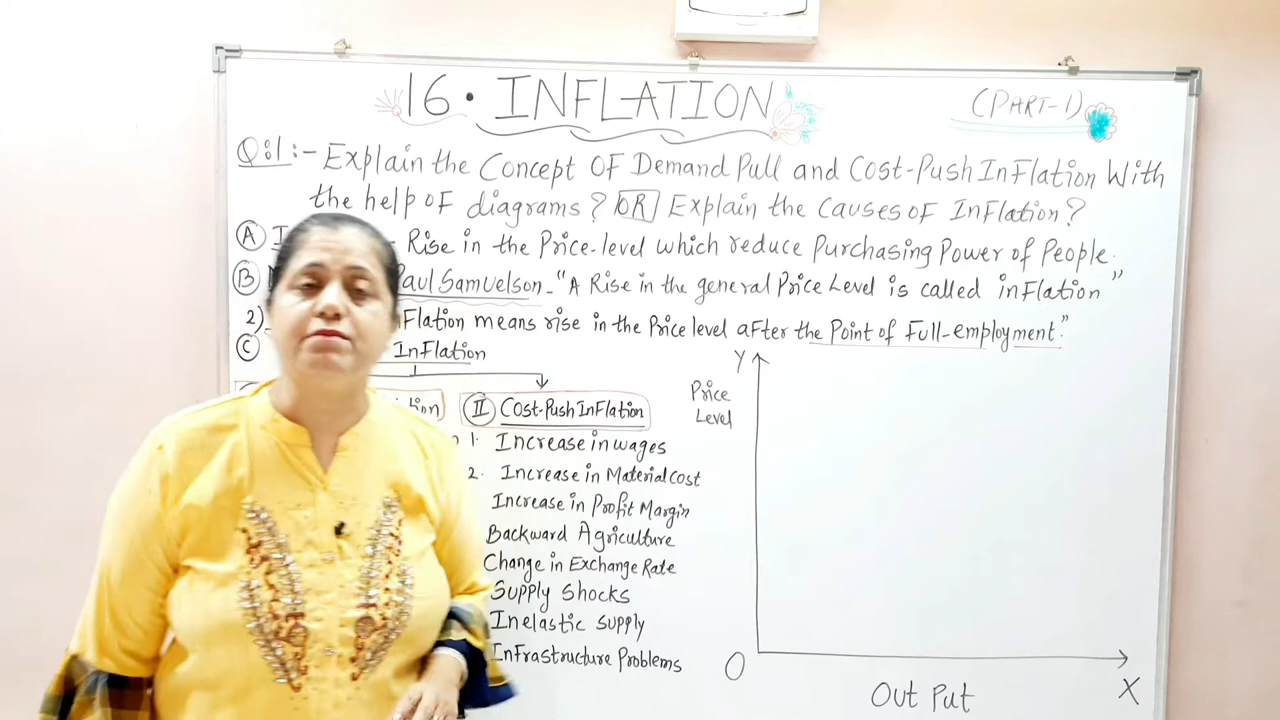 16. INFLATION (PART-1)
Q:1:- Explain the Concept OF Demand Pull and Cost-Push InFlation With
the help OF diagrams? OR Explain the Causes OF InFlation?
A Rise in the Price-level which reduce Purchasing Power of People.
B Paul Samuelson - "A Rise in the general Price Level is called inFlation"
2) Flation means rise in the Price level aFter the Point of Full-employment."
C InFlation
II Cost-Push InFlation
1. Increase in wages
2. Increase in Material Cost
Increase in Profit Margin
Backward Agriculture
Change in Exchange Rate
Supply Shocks
Inelastic Supply
InFrastructure Problems
Y
Price
Level
O
X
Out Put